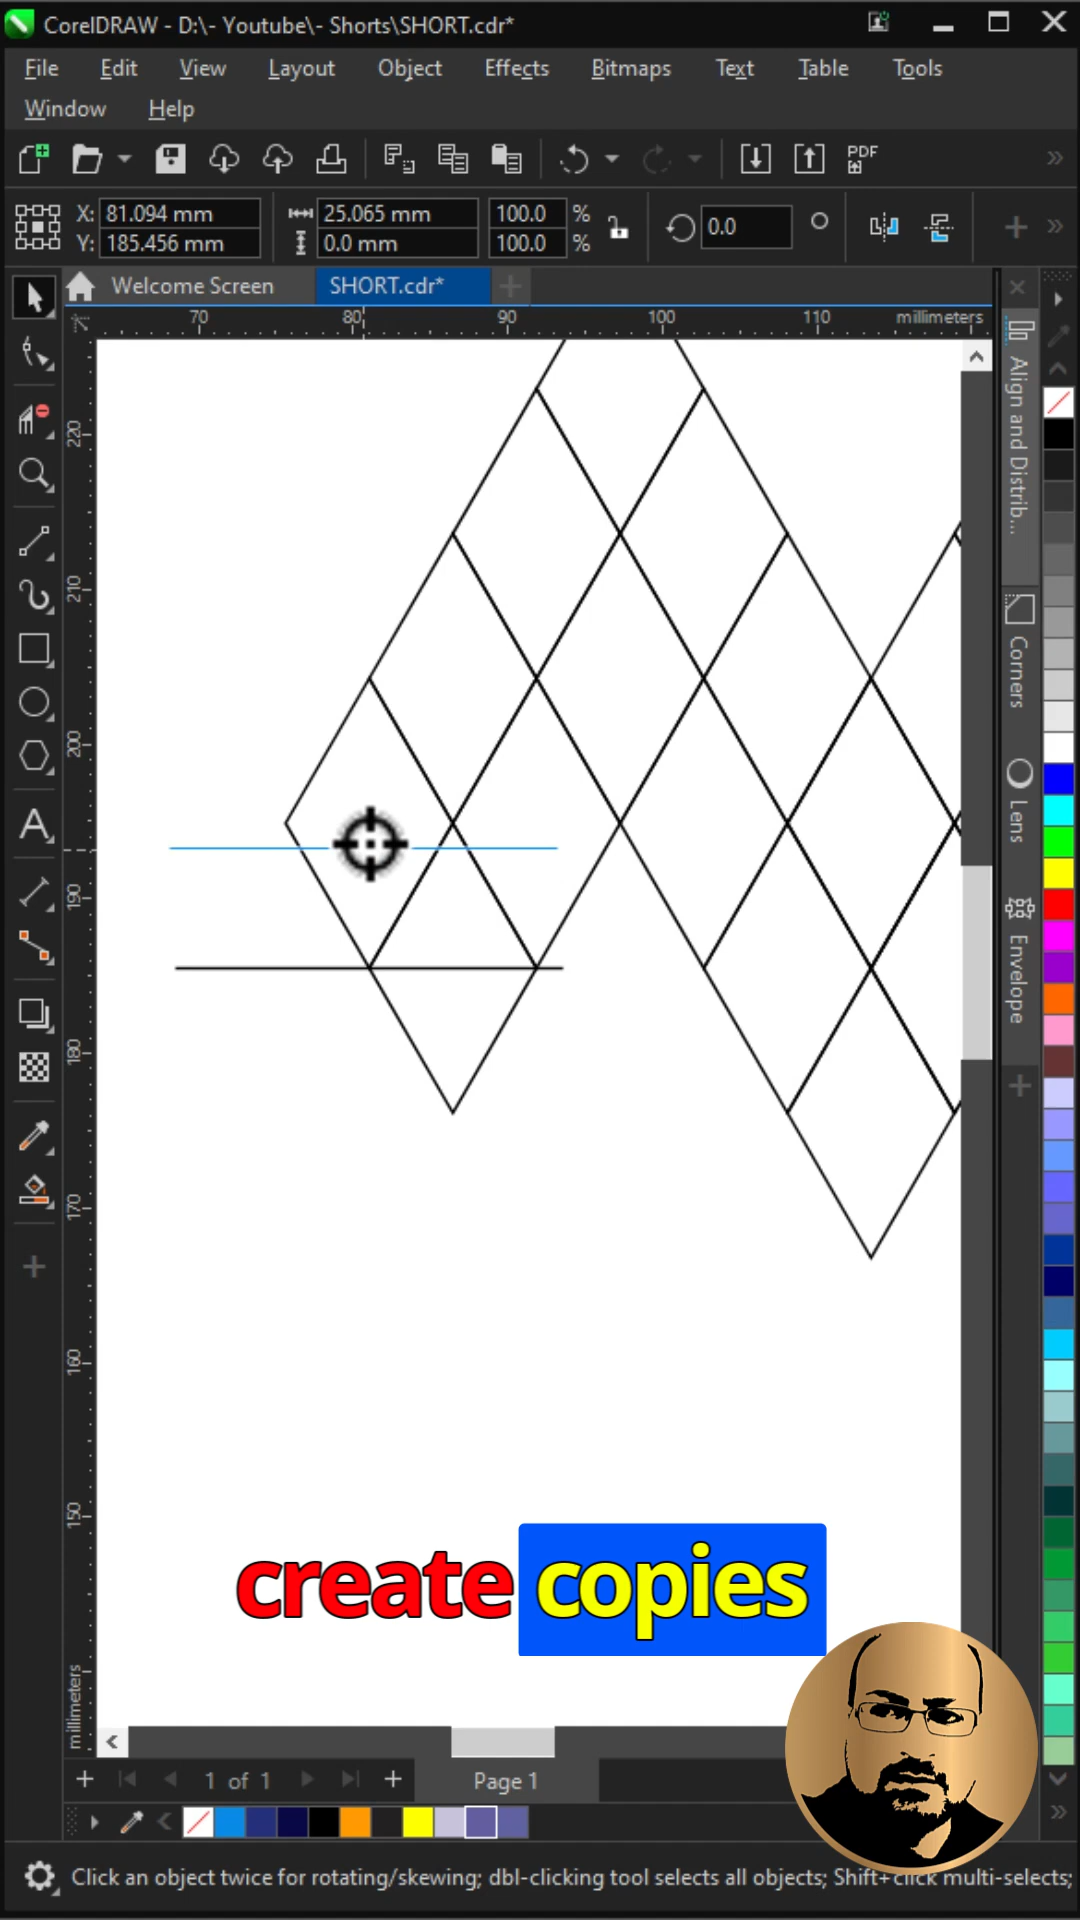 CorelDRAW - D:\- Youtube\- Shorts\SHORT.cdr*
File Edit View Layout Object Effects Bitmaps Text Table Tools
Window Help
PDF
X: 81.094 mm 25.065 mm 100.0 % 0.0
Y: 185.456 mm 0.0 mm 100.0 %
Welcome Screen SHORT.cdr*
70 80 90 100 110 millimeters
220
210
200
190
180
170
160
150
millimeters
Align and Distrib...
Corners
Lens
Envelope
A
create copies
1 of 1 Page 1
Click an object twice for rotating/skewing; dbl-clicking tool selects all objects; Shift+click multi-selects;